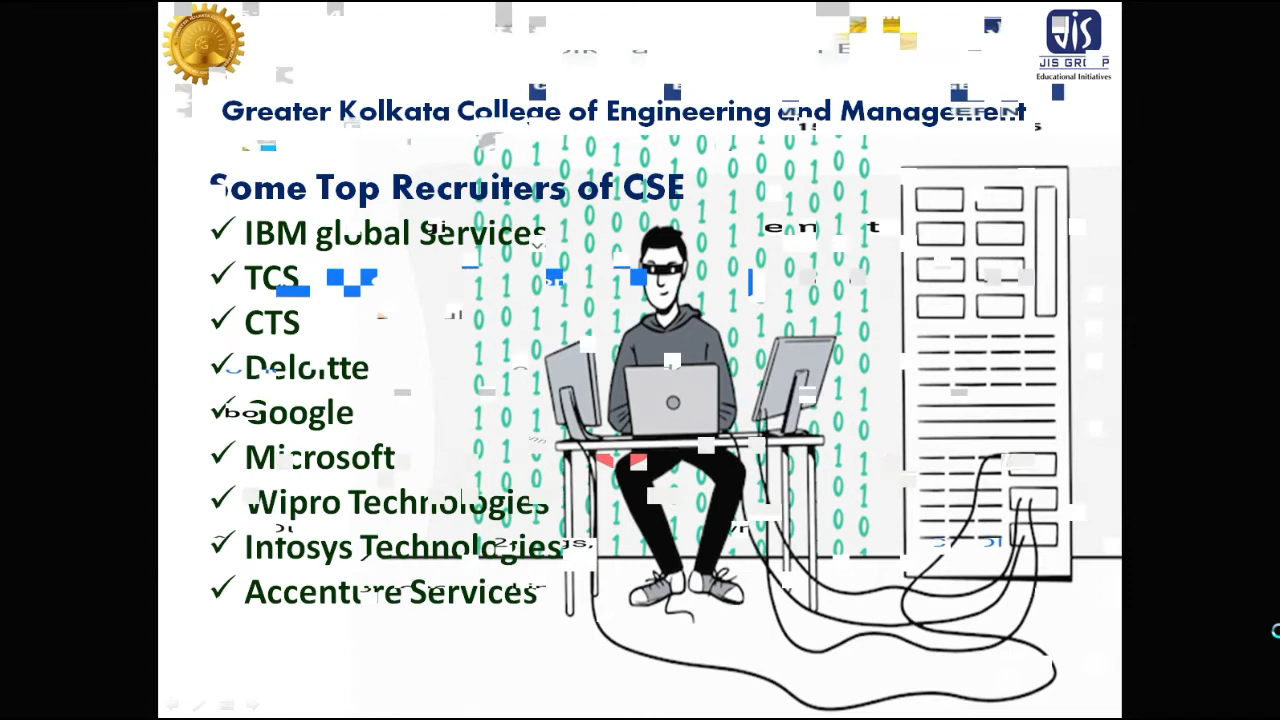 JIS GR P
Educational Initiatives
Greater Kolkata College of Engineering and Management
Some Top Recruiters of CSE
✓ IBM global Services
✓ TCS
✓ CTS
✓ Deloitte
✓ Google
✓ Microsoft
✓ Wipro Technologies
✓ Infosys Technologies
✓ Accenture Services